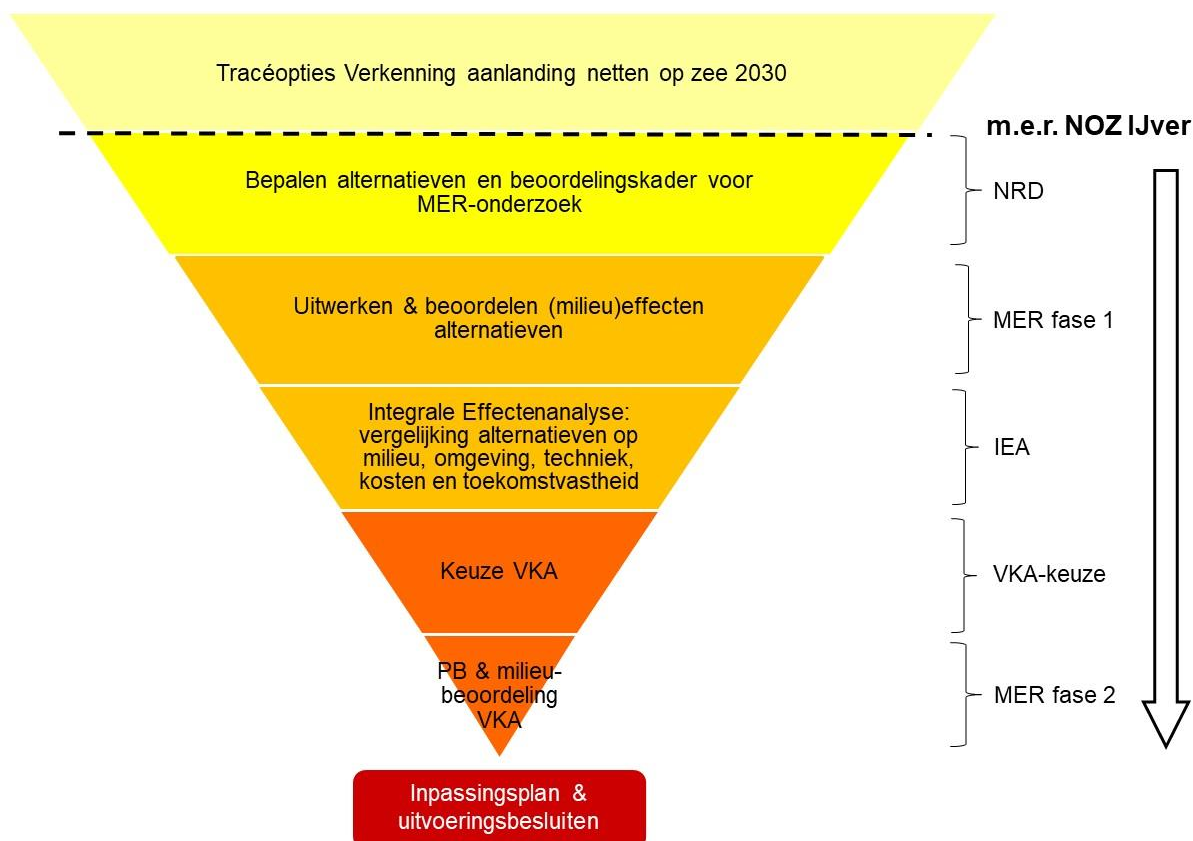 Tracéopties Verkenning aanlanding netten op zee 2030
m.e.r. NOZ IJver
Bepalen alternatieven en beoordelingskader voor
MER-onderzoek
NRD
Uitwerken & beoordelen (milieu)effecten
alternatieven
MER fase 1
Integrale Effectenanalyse:
vergelijking alternatieven op
milieu, omgeving, techniek,
kosten en toekomstvastheid
IEA
Keuze VKA
VKA-keuze
PB & milieu-
beoordeling
VKA
MER fase 2
Inpassingsplan &
uitvoeringsbesluiten